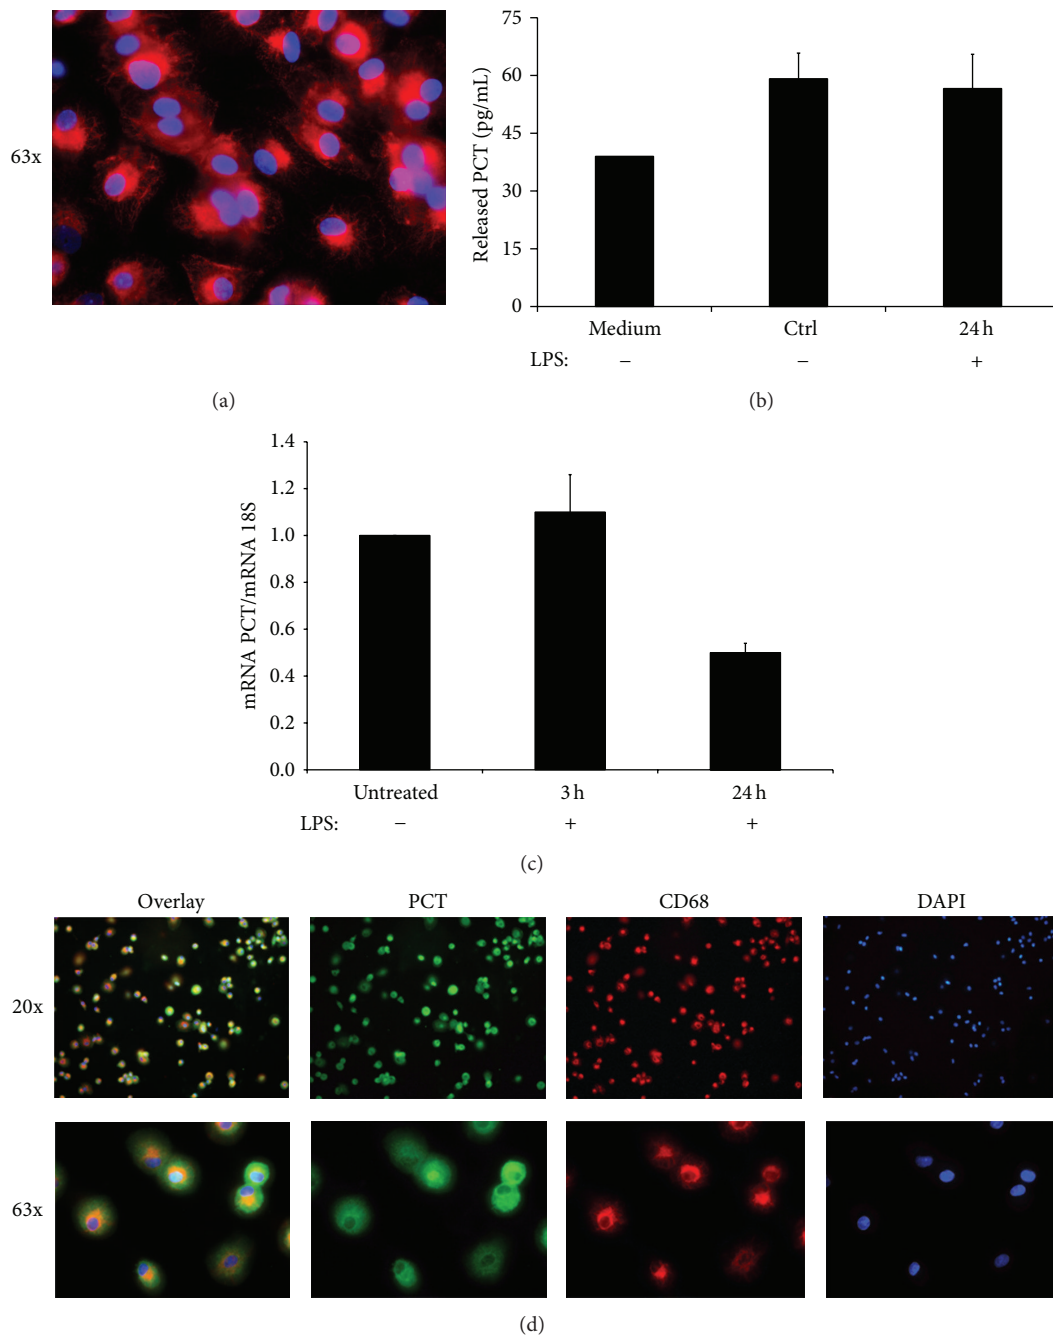 63x
75
60
45
30
15
0
Released PCT (pg/mL)
Medium Ctrl 24 h
LPS: − − +
(a)
(b)
1.4
1.2
1.0
0.8
0.6
0.4
0.2
0.0
mRNA PCT/mRNA 18S
Untreated 3 h 24 h
LPS: − + +
(c)
Overlay PCT CD68 DAPI
20x
63x
(d)